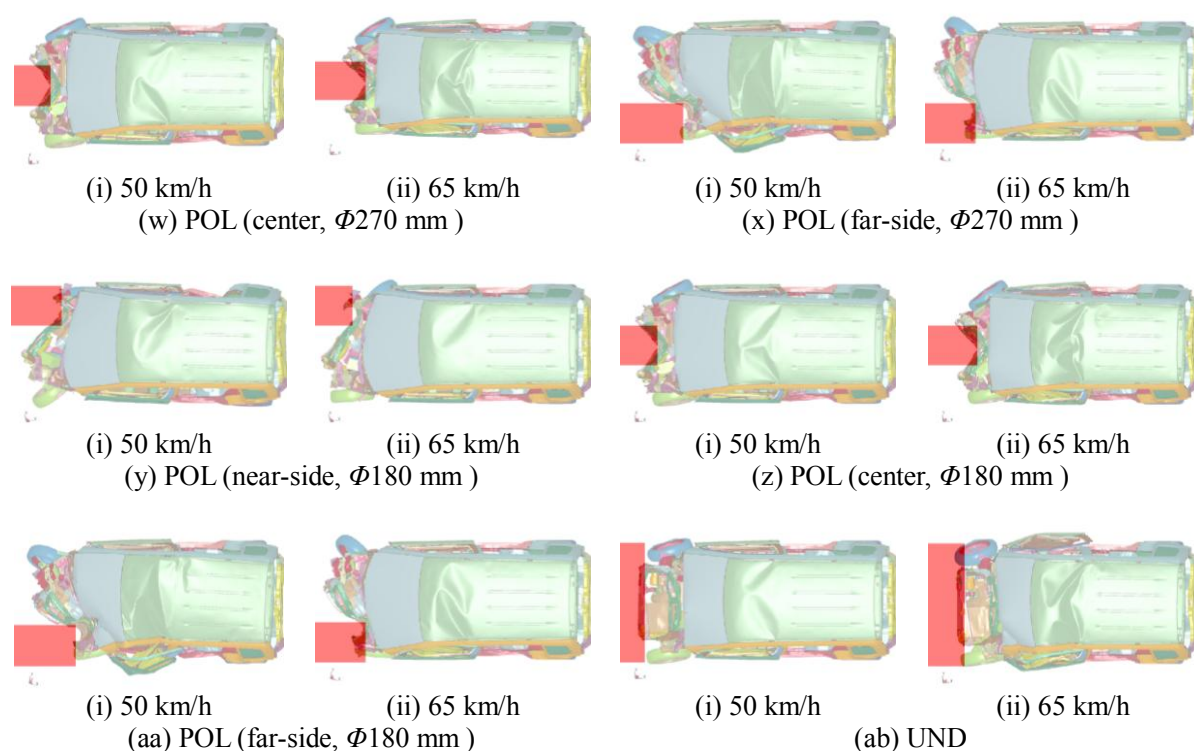 (i) 50 km/h (ii) 65 km/h (i) 50 km/h (ii) 65 km/h
(w) POL (center, Φ270 mm ) (x) POL (far-side, Φ270 mm )
(i) 50 km/h (ii) 65 km/h (i) 50 km/h (ii) 65 km/h
(y) POL (near-side, Φ180 mm ) (z) POL (center, Φ180 mm )
(i) 50 km/h (ii) 65 km/h (i) 50 km/h (ii) 65 km/h
(aa) POL (far-side, Φ180 mm ) (ab) UND